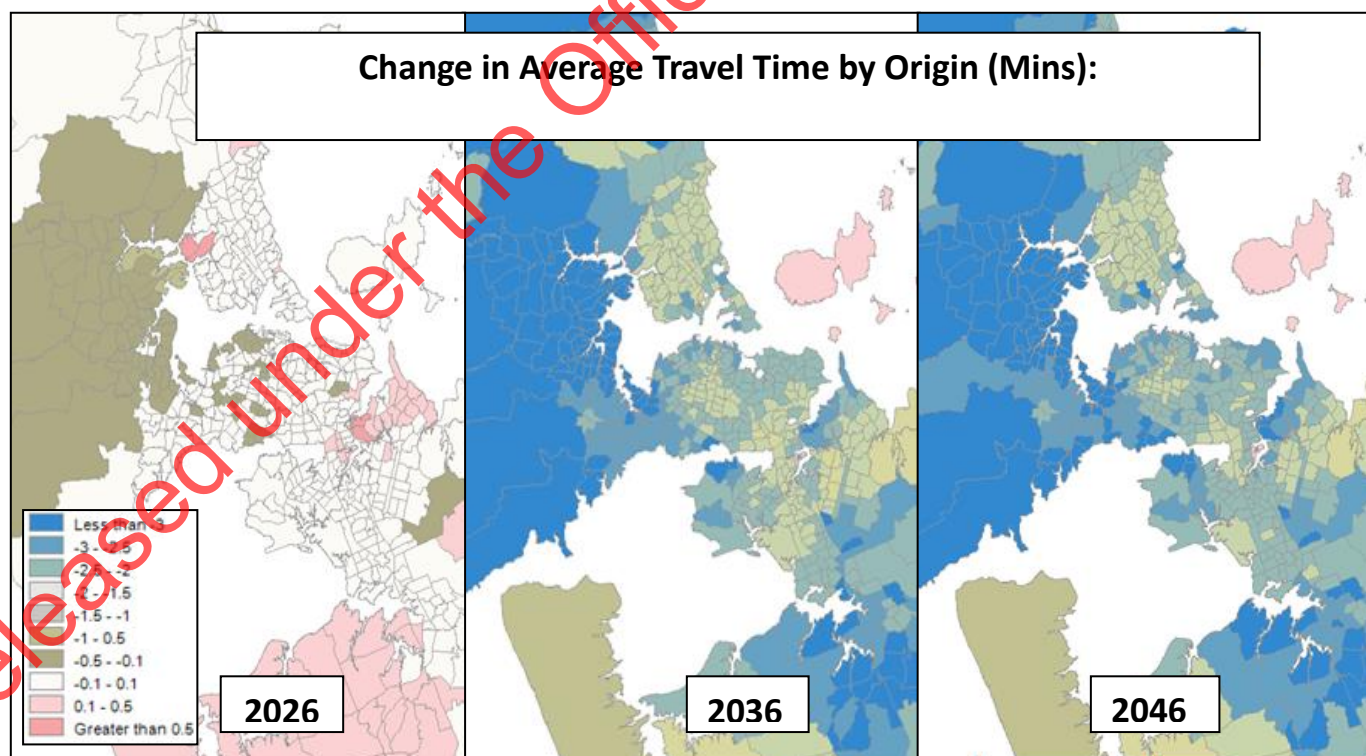 Change in Average Travel Time by Origin (Mins):
Less than -3
-3 - -2.5
-2.5 - -2
-2 - -1.5
-1.5 - -1
-1 - 0.5
-0.5 - -0.1
-0.1 - 0.1
0.1 - 0.5
Greater than 0.5
2026
2036
2046
eleased under the Offi